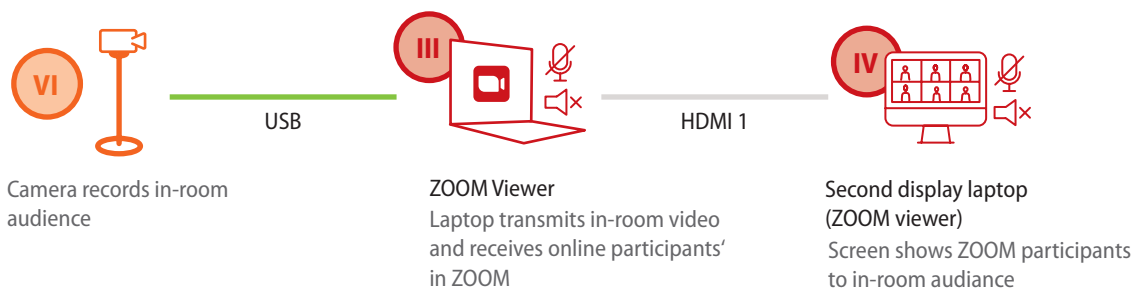 VI
III
IV
USB
HDMI 1
Camera records in-room
audience
ZOOM Viewer
Laptop transmits in-room video
and receives online participants‘
in ZOOM
Second display laptop
(ZOOM viewer)
Screen shows ZOOM participants
to in-room audiance